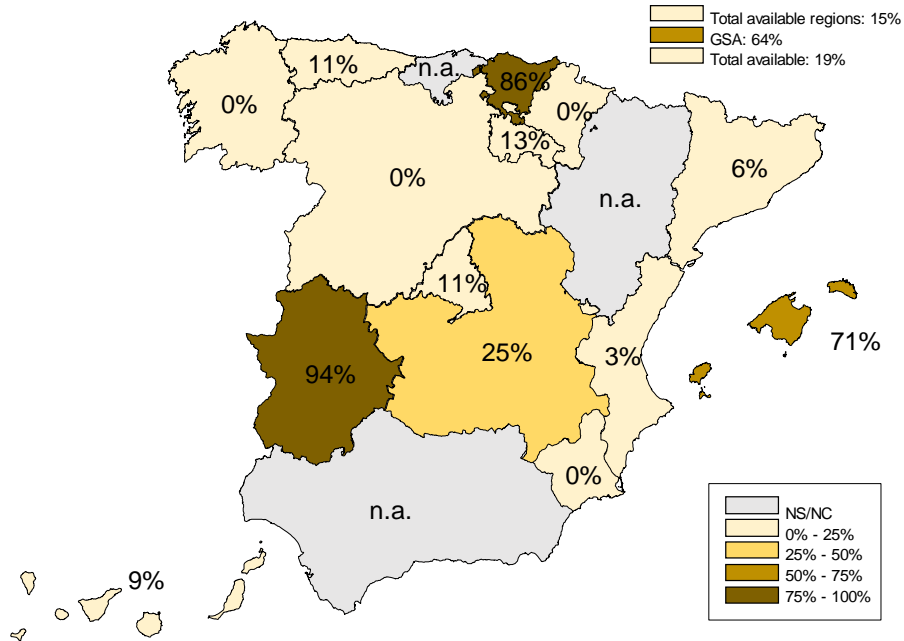 Total available regions: 15%
GSA: 64%
Total available: 19%
11%
n.a.
86%
0%
0%
13%
6%
0%
n.a.
11%
71%
25%
3%
94%
0%
n.a.
NS/NC
0% - 25%
25% - 50%
50% - 75%
75% - 100%
9%